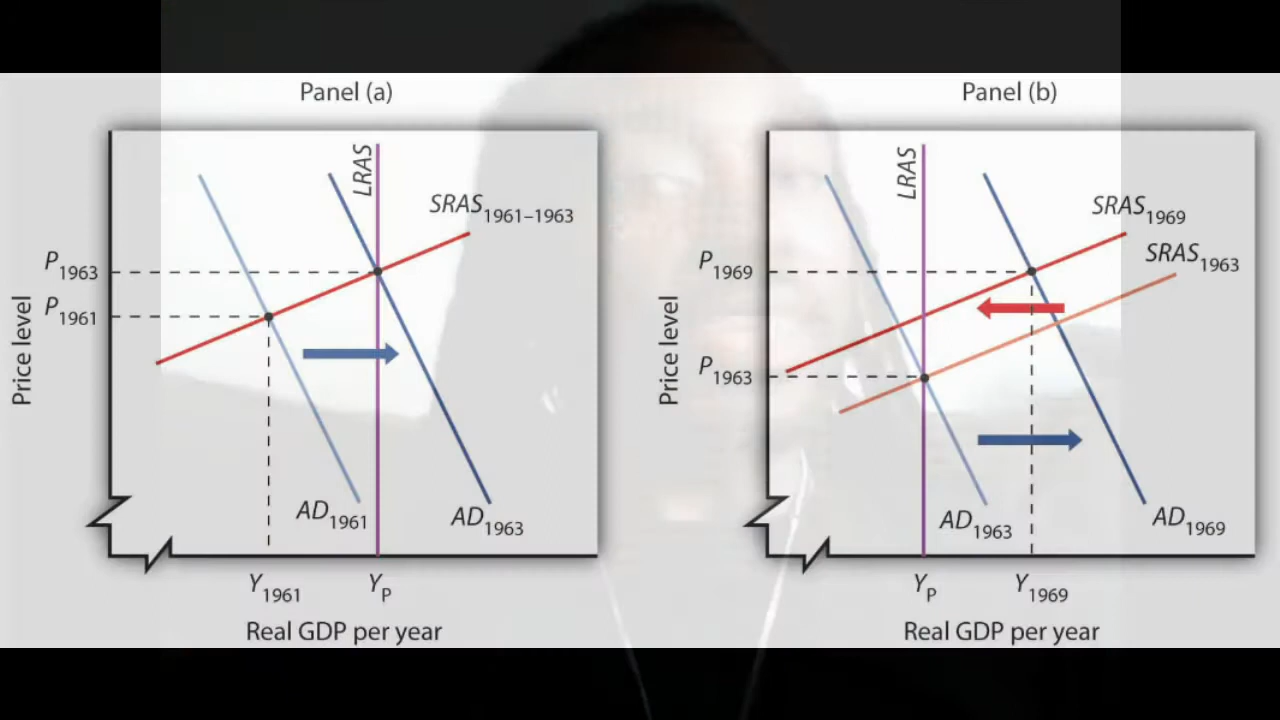 Panel (a)
Price level
P1963
P1961
LRAS
SRAS1961–1963
AD1961
AD1963
Y1961
YP
Real GDP per year
Panel (b)
Price level
P1969
P1963
LRAS
SRAS1969
SRAS1963
AD1963
AD1969
YP
Y1969
Real GDP per year